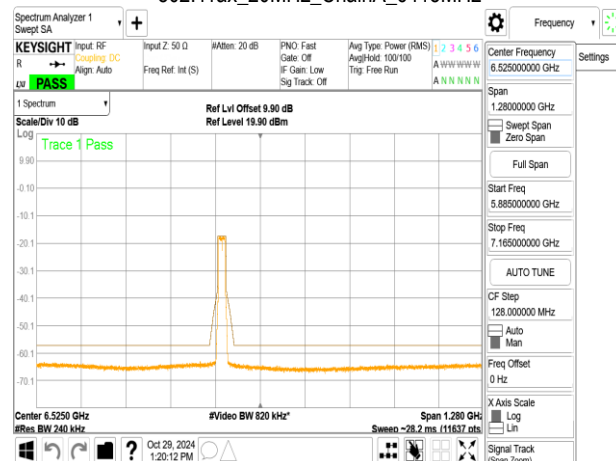 Spectrum Analyzer 1
Swept SA
Frequency
Settings
KEYSIGHT
R
LXI
PASS
Input: RF
Coupling: DC
Align: Auto
Input Z: 50 Ω
Freq Ref: Int (S)
#Atten: 20 dB
PNO: Fast
Gate: Off
IF Gain: Low
Sig Track: Off
Avg Type: Power (RMS)
Avg|Hold: 100/100
Trig: Free Run
1 2 3 4 5 6
A W W W W W
A N N N N N
1 Spectrum
Scale/Div 10 dB
Ref Lvl Offset 9.90 dB
Ref Level 19.90 dBm
Log
Trace 1 Pass
9.90
-0.10
-10.1
-20.1
-30.1
-40.1
-50.1
-60.1
-70.1
Center 6.5250 GHz
#Res BW 240 kHz
#Video BW 820 kHz*
Span 1.280 GHz
Sweep ~28.2 ms (11637 pts)
Oct 29, 2024
1:20:12 PM
Center Frequency
6.525000000 GHz
Span
1.28000000 GHz
Swept Span
Zero Span
Full Span
Start Freq
5.885000000 GHz
Stop Freq
7.165000000 GHz
AUTO TUNE
CF Step
128.000000 MHz
Auto
Man
Freq Offset
0 Hz
X Axis Scale
Log
Lin
Signal Track
(Span Zoom)